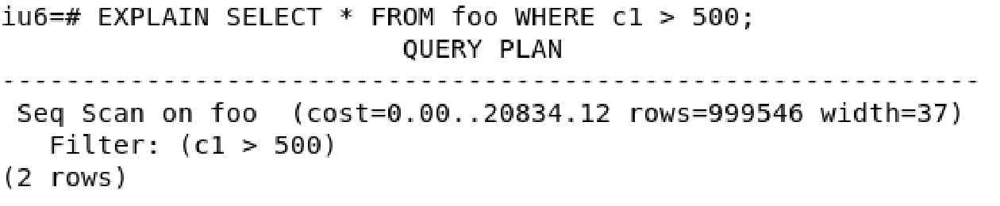 iu6=# EXPLAIN SELECT * FROM foo WHERE c1 > 500;
QUERY PLAN
-------------------------------------------------------------
Seq Scan on foo  (cost=0.00..20834.12 rows=999546 width=37)
Filter: (c1 > 500)
(2 rows)